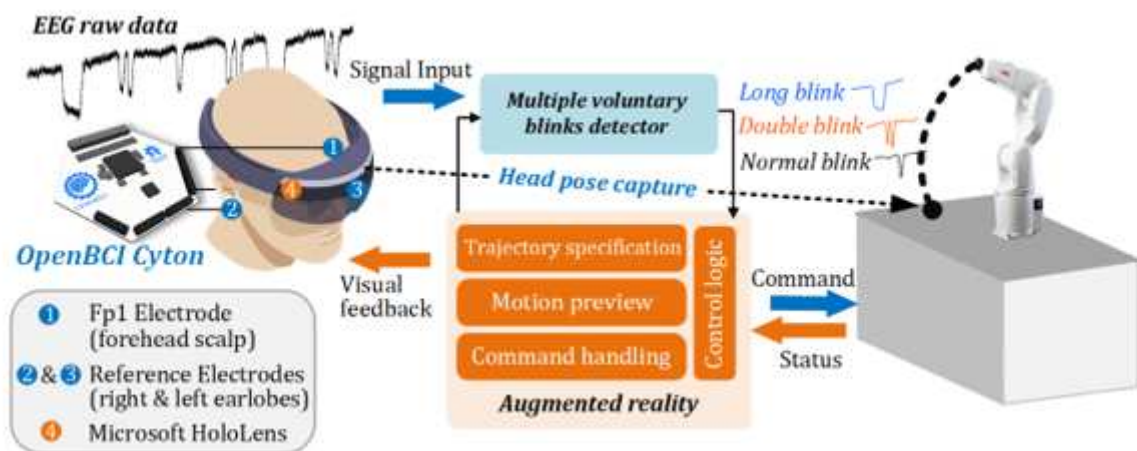 EEG raw data
Signal Input
Multiple voluntary
blinks detector
Long blink
Double blink
Normal blink
1
4
3
2
Head pose capture
OpenBCI Cyton
Visual
feedback
Trajectory specification
Motion preview
Command handling
Control logic
Augmented reality
Command
Status
1 Fp1 Electrode
(forehead scalp)
2 & 3 Reference Electrodes
(right & left earlobes)
4 Microsoft HoloLens